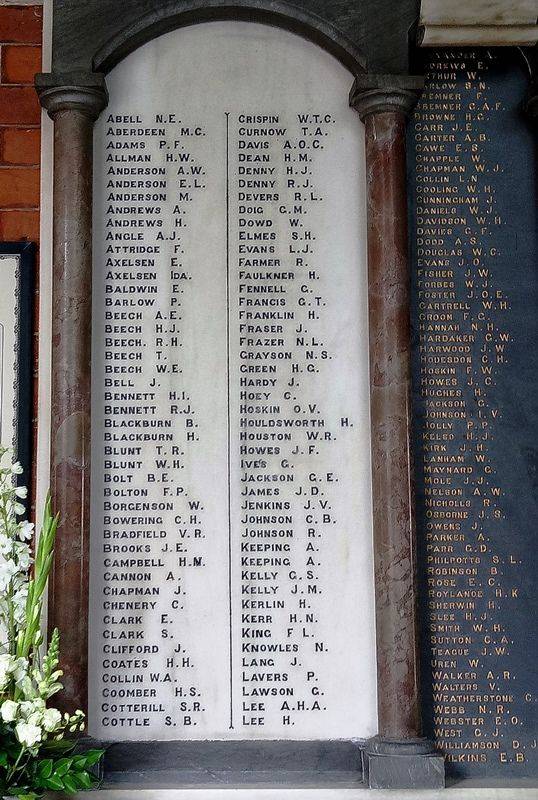 ABELL N.E.
ABERDEEN M.C.
ADAMS P.F.
ALLMAN H.W.
ANDERSON A.W.
ANDERSON E.L.
ANDERSON M.
ANDREWS A.
ANDREWS H.
ANGLE A.J.
ATTRIDGE F.
AXELSEN E.
AXELSEN IDA.
BALDWIN E.
BARLOW P.
BEECH A.E.
BEECH H.J.
BEECH. R.H.
BEECH T.
BEECH W.E.
BELL J.
BENNETT H.I.
BENNETT R.J.
BLACKBURN B.
BLACKBURN H.
BLUNT T.R.
BLUNT W.H.
BOLT B.E.
BOLTON F.P.
BORGENSON W.
BOWERING C.H.
BRADFIELD V.R.
BROOKS J.E.
CAMPBELL H.M.
CANNON A.
CHAPMAN J.
CHENERY C.
CLARK E.
CLARK S.
CLIFFORD J.
COATES H.H.
COLLIN W.A.
COOMBER H.S.
COTTERILL S.R.
COTTLE S.B.
CRISPIN W.T.C.
CURNOW T.A.
DAVIS A.O.C.
DEAN H.M.
DENNY H.J.
DENNY R.J.
DEVERS R.L.
DOIG G.M.
DOWD W.
ELMES S.H.
EVANS L.J.
FARMER R.
FAULKNER H.
FENNELL G.
FRANCIS G.T.
FRANKLIN H.
FRASER J.
FRAZER N.L.
GRAYSON N.S.
GREEN H.G.
HARDY J.
HOEY C.
HOSKIN O.V.
HOULDSWORTH H.
HOUSTON W.R.
HOWES J.F.
IVES G.
JACKSON G.E.
JAMES J.D.
JENKINS J.V.
JOHNSON C.B.
JOHNSON R.
KEEPING A.
KEEPING A.
KELLY G.S.
KELLY J.M.
KERLIN H.
KERR H.N.
KING F L.
KNOWLES N.
LANG J.
LAVERS P.
LAWSON G.
LEE A.H.A.
LEE H.
A.
E.
W.
S.N.
F.
G.A.F.
BROWNE H.G.
CARR J.E.
CARTER A.B.
CAWE E.S.
CHAPPLE W.
CHAPMAN W.J.
COLLIN L.N
COOLING W.H.
CUNNINGHAM J.
DANIELS W.J.
DAVIDSON W.H.
DAVIES G.F.
DODD A.S.
DOUGLAS W.C.
EVANS J.O.
FISHER J.W.
FORBES W.J.
FOSTER J.O.E.
GARTRELL W.H.
GROOM F.G.
HANNAH N.H.
HARDAKER G.W.
HARWOOD J.W
HODESDON C.H.
HOSKIN F.W.
HOWES J.C.
HUGHES H.
JACKSON G.
JOHNSON I.V.
JOLLY P.P.
KELSO H.J.
KIRK J.H.
LANHAM W.
MAYNARD G.
MOLE J.J.
NELSON A.W.
NICHOLLS R.
OSBORNE J.S.
OWENS J.
PARKER A.
PARR G.D.
PHILPOTTS S.L.
ROBINSON B.
ROSE E.C.
ROYLANCE H.K
SHERWIN H.
SLEE H.J.
SMITH W.H.
SUTTON G.A.
TEAGUE J.W.
UREN W.
WALKER A.R.
WALTERS V.
WEATHERSTONE C.
WEBB N.R.
WEBSTER E.O.
WEST G.J.
WILLIAMSON D.J
WILKINS E.B.